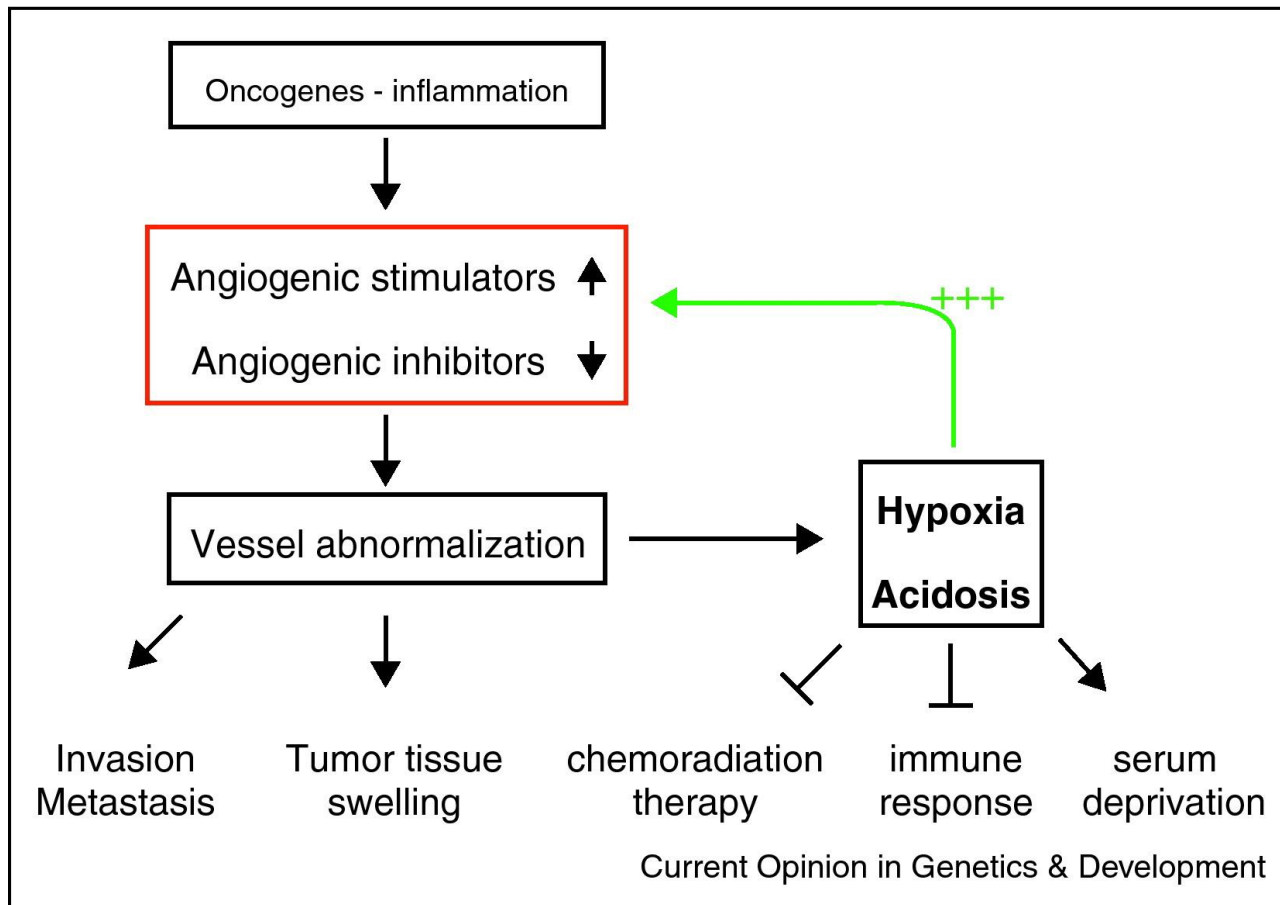 Oncogenes - inflammation
Angiogenic stimulators
Angiogenic inhibitors
+++
Vessel abnormalization
Hypoxia
Acidosis
Invasion
Metastasis
Tumor tissue
swelling
chemoradiation
therapy
immune
response
serum
deprivation
Current Opinion in Genetics & Development